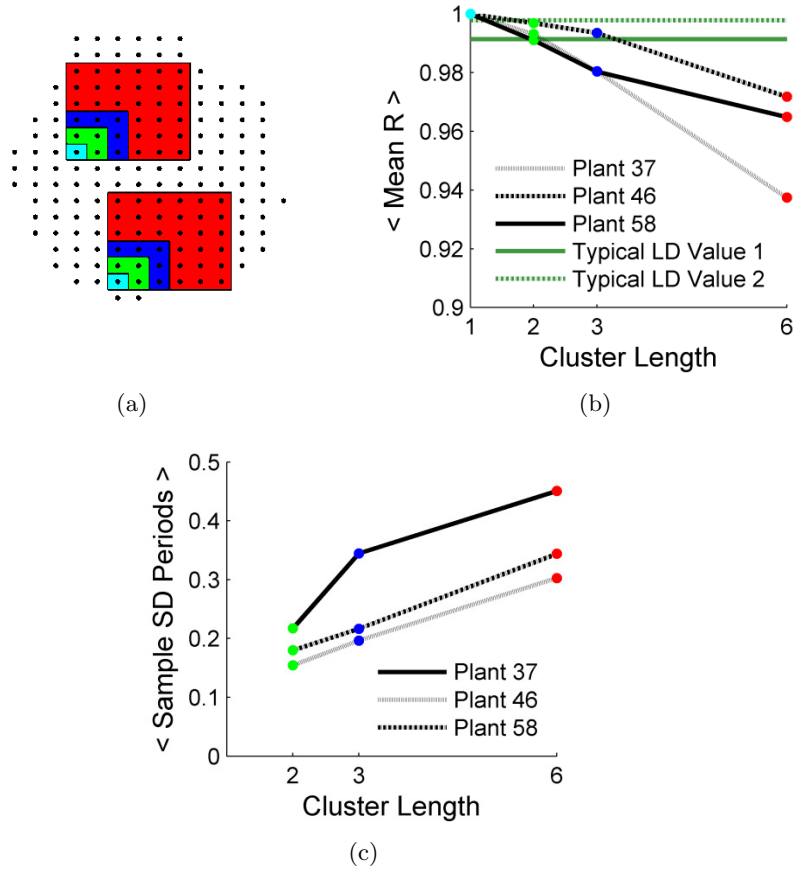 (a)
1
0.98
0.96
0.94
0.92
0.9
< Mean R >
Plant 37
Plant 46
Plant 58
Typical LD Value 1
Typical LD Value 2
1 2 3 6
Cluster Length
(b)
0.5
0.4
0.3
0.2
0.1
0
< Sample SD Periods >
Plant 37
Plant 46
Plant 58
2 3 6
Cluster Length
(c)